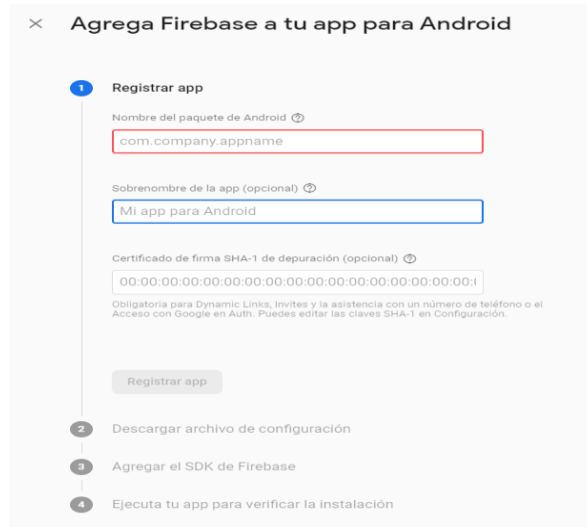 Agrega Firebase a tu app para Android
1 Registrar app
Nombre del paquete de Android
com.company.appname
Sobrenombre de la app (opcional)
Mi app para Android
Certificado de firma SHA-1 de depuración (opcional)
00:00:00:00:00:00:00:00:00:00:00:00:00:00:00:00:
Obligatoria para Dynamic Links, Invites y la asistencia con un número de teléfono o el
Acceso con Google en Auth. Puedes editar las claves SHA-1 en Configuración.
Registrar app
2 Descargar archivo de configuración
3 Agregar el SDK de Firebase
4 Ejecuta tu app para verificar la instalación